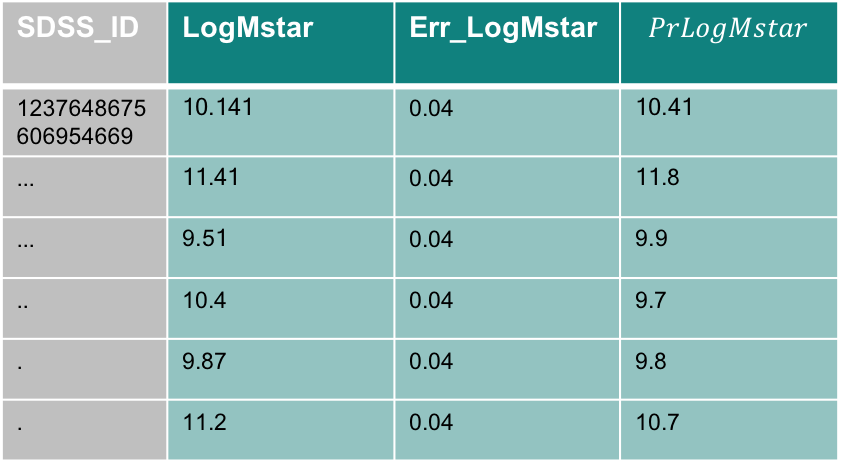 SDSS_ID LogMstar Err_LogMstar PrLogMstar
1237648675
606954669 10.141 0.04 10.41
... 11.41 0.04 11.8
... 9.51 0.04 9.9
.. 10.4 0.04 9.7
. 9.87 0.04 9.8
. 11.2 0.04 10.7